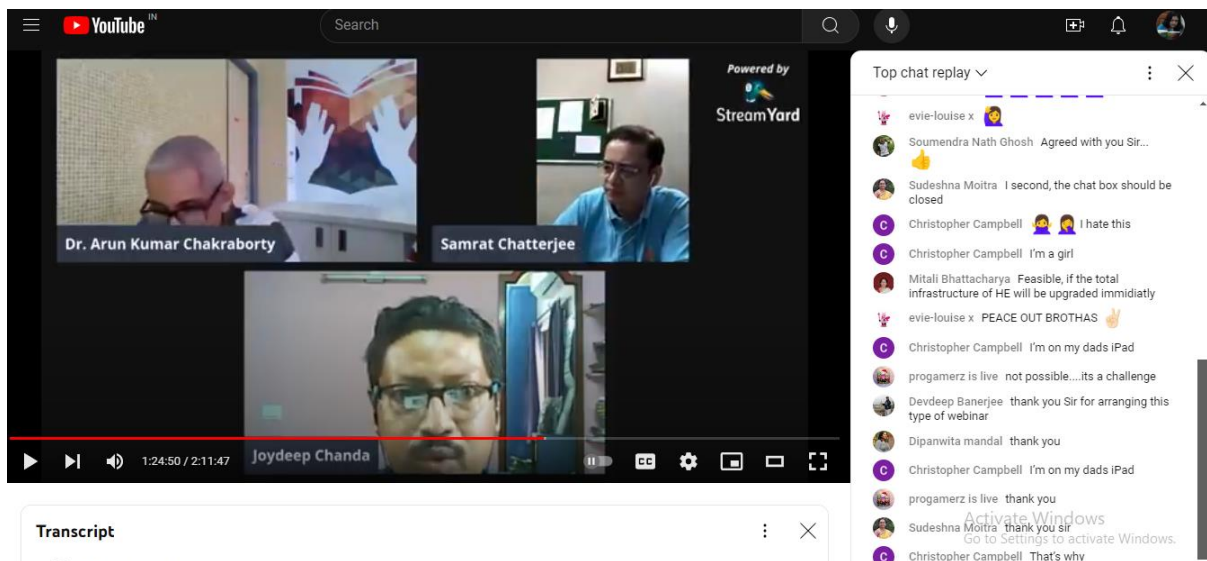 YouTube IN
Search
Powered by
StreamYard
Dr. Arun Kumar Chakraborty
Samrat Chatterjee
Joydeep Chanda
1:24:50 / 2:11:47
CC
Top chat replay
evie-louise x
Soumendra Nath Ghosh Agreed with you Sir...
Sudeshna Moitra I second, the chat box should be
closed
Christopher Campbell I hate this
C
Christopher Campbell I'm a girl
C
Mitali Bhattacharya Feasible, if the total
infrastructure of HE will be upgraded immidiatly
evie-louise x PEACE OUT BROTHAS
Christopher Campbell I'm on my dads iPad
C
progamerz is live not possible....its a challenge
Devdeep Banerjee thank you Sir for arranging this
type of webinar
Dipanwita mandal thank you
Christopher Campbell I'm on my dads iPad
C
progamerz is live thank you
Sudeshna Moitra thank you sir
Christopher Campbell That's why
C
Activate Windows
Go to Settings to activate Windows.
Transcript